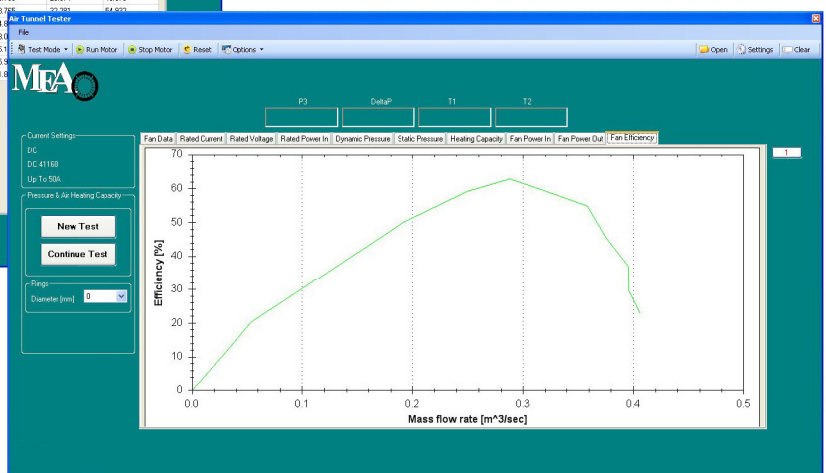 32.281 54.932
Air Tunnel Tester
File
Test Mode Run Motor Stop Motor Reset Options Open Settings Clear
MEA
P3 DeltaP T1 T2
Current Settings
DC
DC 41168
Up To 50A
Fan Data Rated Current Rated Voltage Rated Power In Dynamic Pressure Static Pressure Heating Capacity Fan Power In Fan Power Out Fan Efficiency
1
Pressure & Air Heating Capacity
New Test
Continue Test
Rings
Diameter [mm] 0
Efficiency [%]
70
60
50
40
30
20
10
0
0.0 0.1 0.2 0.3 0.4 0.5
Mass flow rate [m^3/sec]